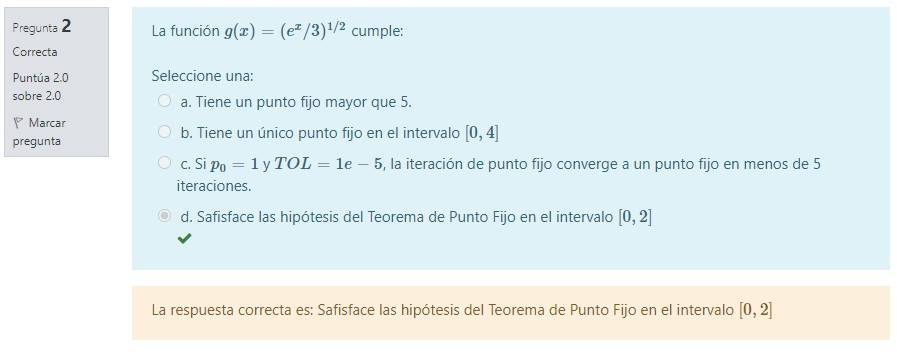 Pregunta 2
Correcta
Puntúa 2.0
sobre 2.0
Marcar
pregunta
La función g(x) = (e^x/3)^{1/2} cumple:
Seleccione una:
a. Tiene un punto fijo mayor que 5.
b. Tiene un único punto fijo en el intervalo [0, 4]
c. Si p_0 = 1 y TOL = 1e − 5, la iteración de punto fijo converge a un punto fijo en menos de 5
iteraciones.
d. Safisface las hipótesis del Teorema de Punto Fijo en el intervalo [0, 2]
La respuesta correcta es: Safisface las hipótesis del Teorema de Punto Fijo en el intervalo [0, 2]